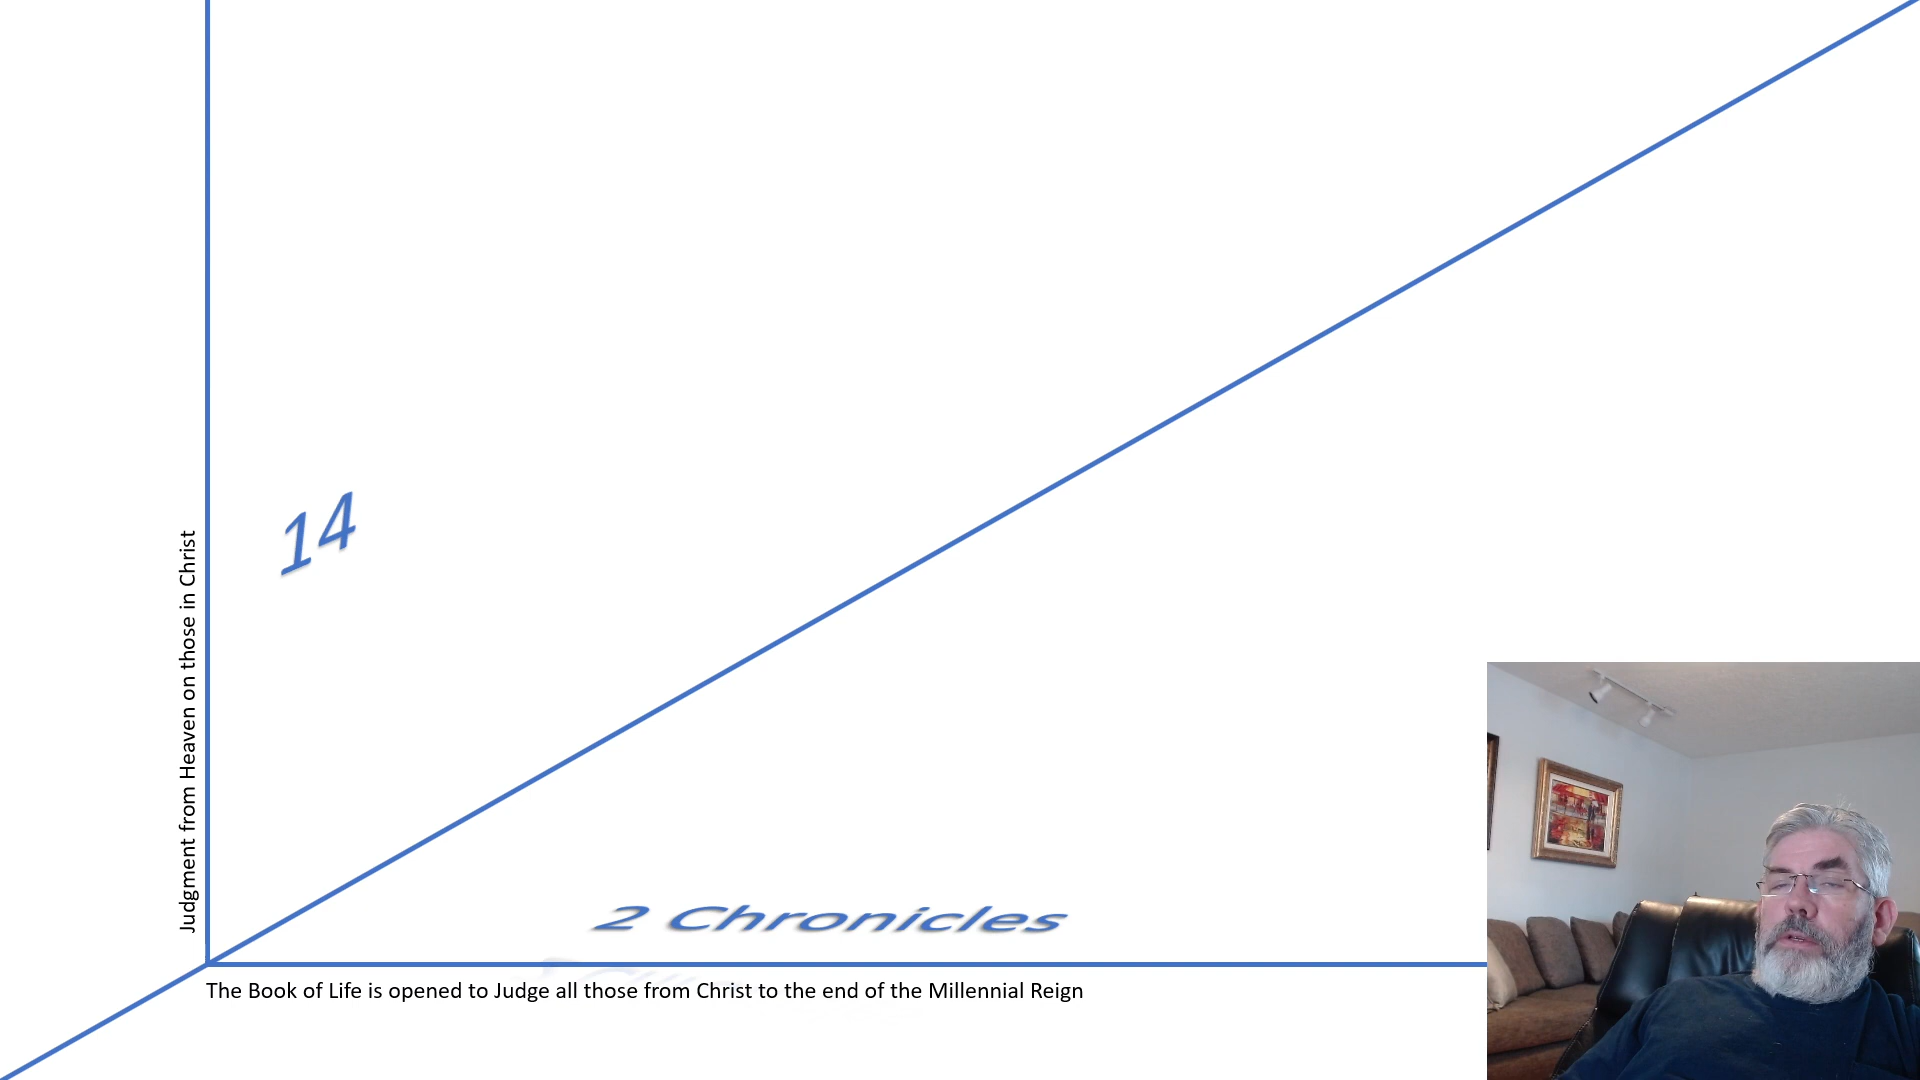 14
Judgment from Heaven on those in Christ
2 Chronicles
The Book of Life is opened to Judge all those from Christ to the end of the Millennial Reign